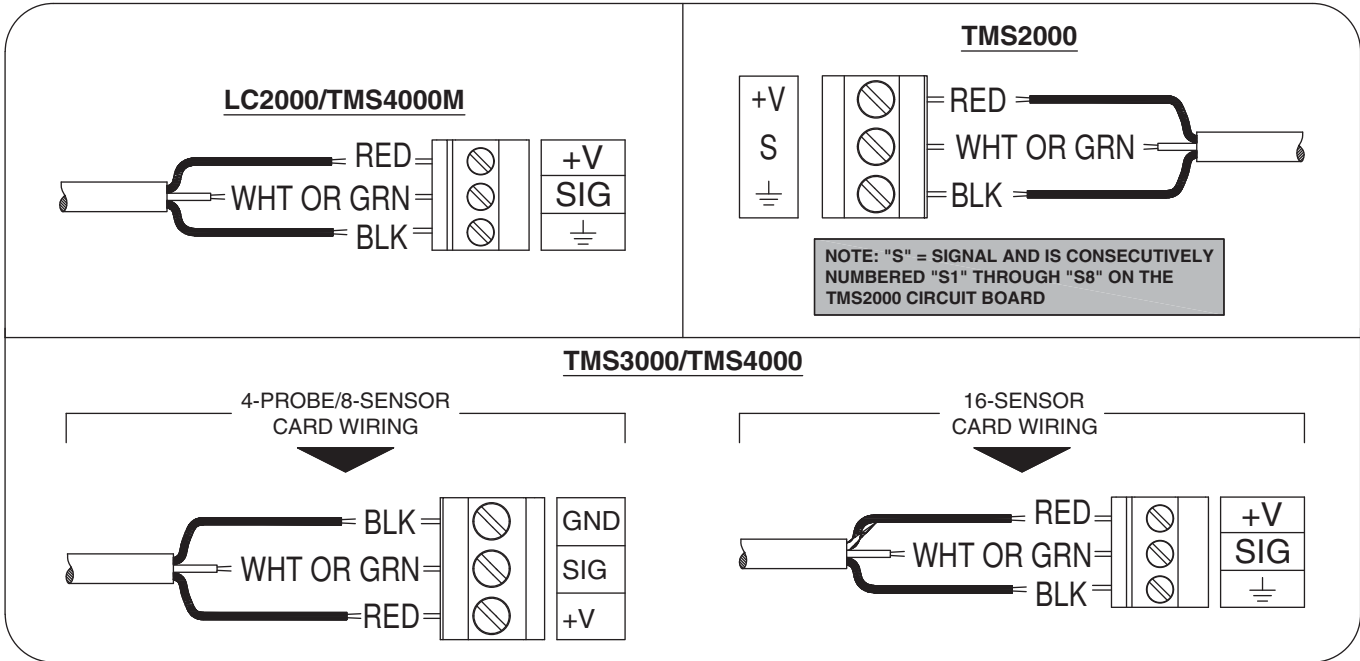 LC2000/TMS4000M
RED
+V
WHT OR GRN
SIG
BLK
TMS2000
+V
RED
S
WHT OR GRN
BLK
NOTE: "S" = SIGNAL AND IS CONSECUTIVELY
NUMBERED "S1" THROUGH "S8" ON THE
TMS2000 CIRCUIT BOARD
TMS3000/TMS4000
4-PROBE/8-SENSOR
CARD WIRING
BLK
GND
WHT OR GRN
SIG
RED
+V
16-SENSOR
CARD WIRING
RED
+V
WHT OR GRN
SIG
BLK